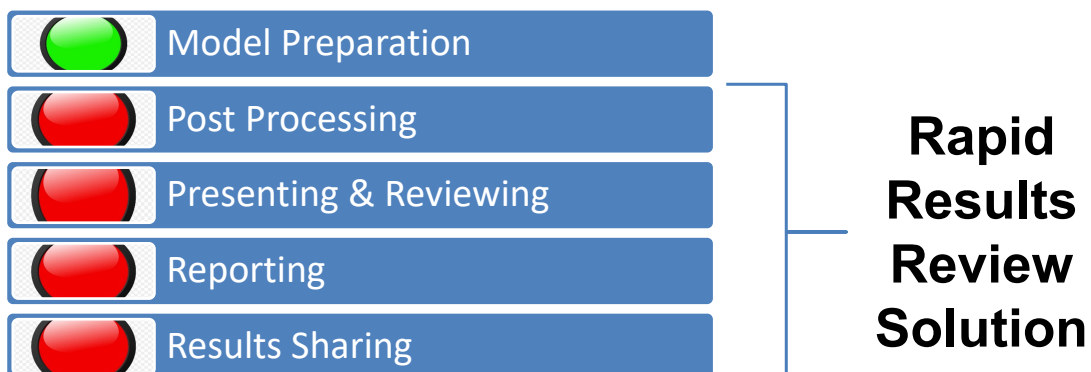 Model Preparation
Post Processing
Presenting & Reviewing
Reporting
Results Sharing
Rapid
Results
Review
Solution